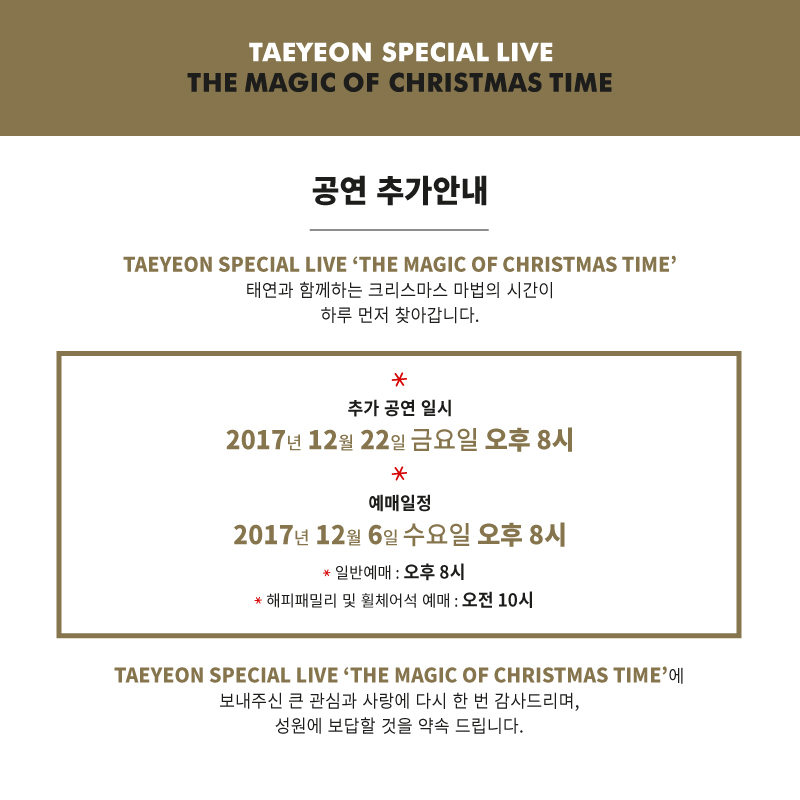 TAEYEON SPECIAL LIVE
THE MAGIC OF CHRISTMAS TIME
공연 추가안내
TAEYEON SPECIAL LIVE ‘THE MAGIC OF CHRISTMAS TIME’
태연과 함께하는 크리스마스 마법의 시간이
하루 먼저 찾아갑니다.
*
추가 공연 일시
2017년 12월 22일 금요일 오후 8시
*
예매일정
2017년 12월 6일 수요일 오후 8시
* 일반예매 : 오후 8시
* 해피패밀리 및 휠체어석 예매 : 오전 10시
TAEYEON SPECIAL LIVE ‘THE MAGIC OF CHRISTMAS TIME’에
보내주신 큰 관심과 사랑에 다시 한 번 감사드리며,
성원에 보답할 것을 약속 드립니다.